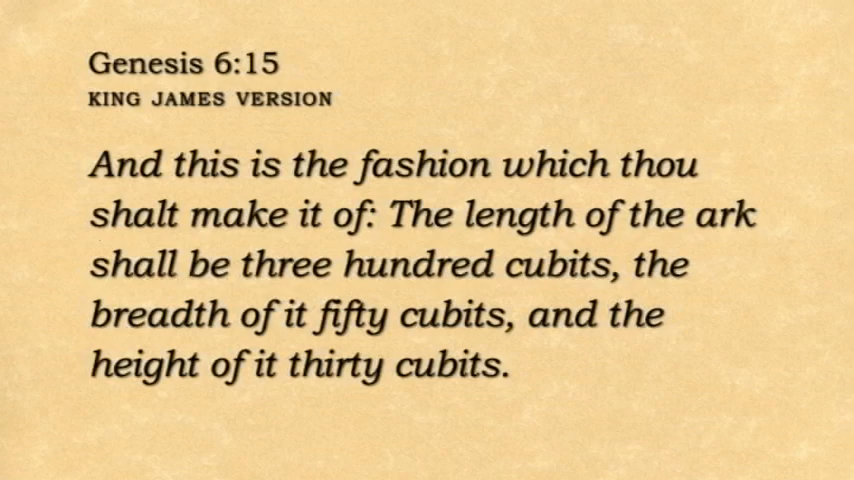 Genesis 6:15
KING JAMES VERSION
And this is the fashion which thou
shalt make it of: The length of the ark
shall be three hundred cubits, the
breadth of it fifty cubits, and the
height of it thirty cubits.